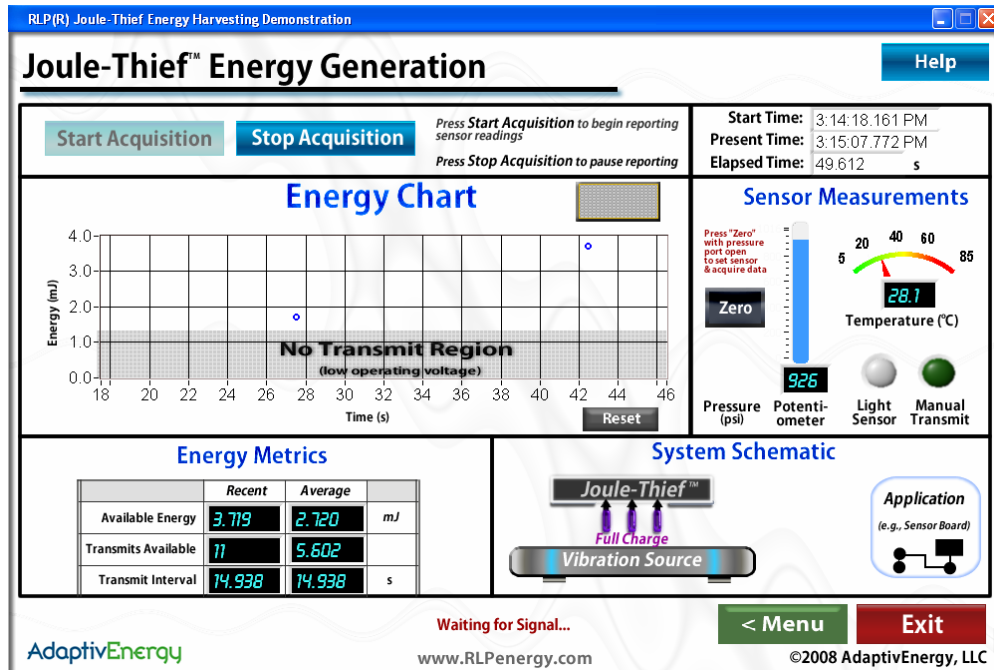 RLP(R) Joule-Thief Energy Harvesting Demonstration
Joule-Thief™ Energy Generation
Help
Start Acquisition
Stop Acquisition
Press Start Acquisition to begin reporting
sensor readings
Press Stop Acquisition to pause reporting
Start Time: 3:14:18.161 PM
Present Time: 3:15:07.772 PM
Elapsed Time: 49.612 s
Energy Chart
4.0
3.0
2.0
1.0
0.0
Energy (mJ)
No Transmit Region
(low operating voltage)
18 20 22 24 26 28 30 32 34 36 38 40 42 44 46
Time (s)
Reset
Sensor Measurements
Press "Zero"
with pressure
port open
to set sensor
& acquire data
Zero
Pressure
(psi)
926
Potenti-
ometer
5 20 40 60 85
28.1
Temperature (°C)
Light
Sensor
Manual
Transmit
Energy Metrics
Recent Average
Available Energy 3.719 2.720 mJ
Transmits Available 11 5.602
Transmit Interval 14.938 14.938 s
System Schematic
Joule-Thief™
Full Charge
Vibration Source
Application
(e.g., Sensor Board)
Waiting for Signal...
< Menu
Exit
AdaptivEnergy
www.RLPenergy.com
©2008 AdaptivEnergy, LLC